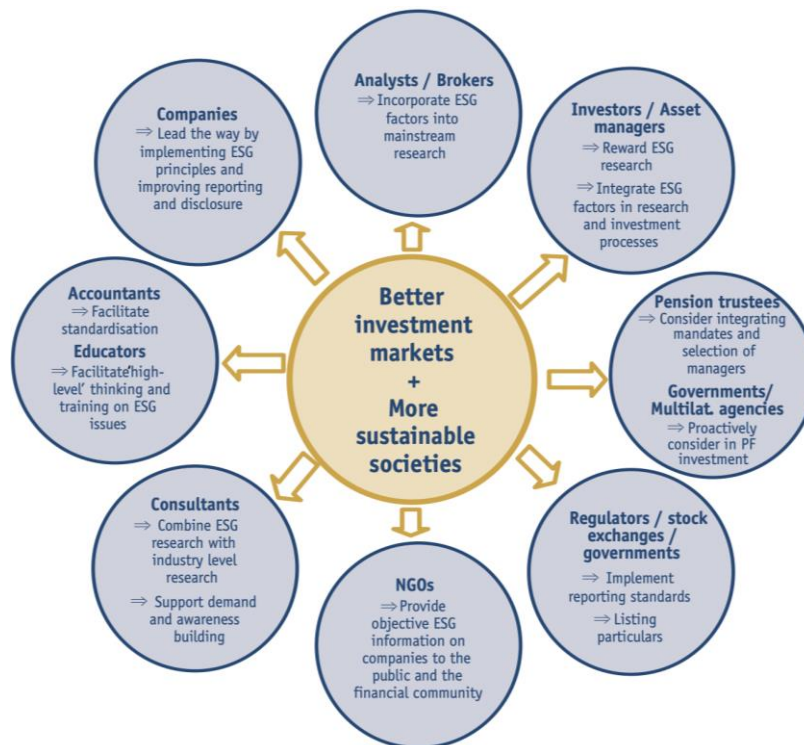 Analysts / Brokers
⇒ Incorporate ESG
factors into
mainstream
research
Investors / Asset
managers
⇒ Reward ESG
research
⇒ Integrate ESG
factors in research
and investment
processes
Pension trustees
⇒ Consider integrating
mandates and
selection of
managers
Governments/
Multilat. agencies
⇒ Proactively
consider in PF
investment
Regulators / stock
exchanges /
governments
⇒ Implement
reporting standards
⇒ Listing
particulars
NGOs
⇒ Provide
objective ESG
information on
companies to the
public and the
financial community
Consultants
⇒ Combine ESG
research with
industry level
research
⇒ Support demand
and awareness
building
Accountants
⇒ Facilitate
standardisation
Educators
⇒ Facilitate‘high-
level’ thinking and
training on ESG
issues
Companies
⇒ Lead the way by
implementing ESG
principles and
improving reporting
and disclosure
Better
investment
markets
+
More
sustainable
societies